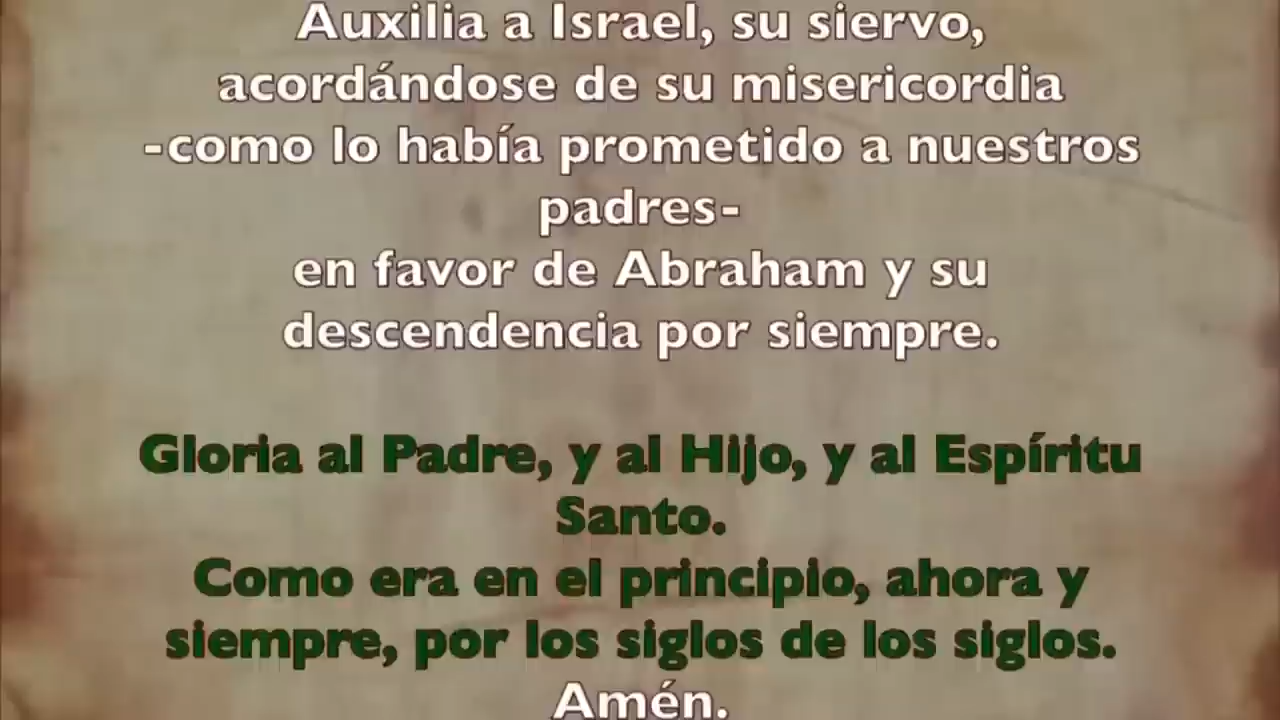 Auxilia a Israel, su siervo,
acordándose de su misericordia
-como lo había prometido a nuestros
padres-
en favor de Abraham y su
descendencia por siempre.
Gloria al Padre, y al Hijo, y al Espíritu
Santo.
Como era en el principio, ahora y
siempre, por los siglos de los siglos.
Amén.